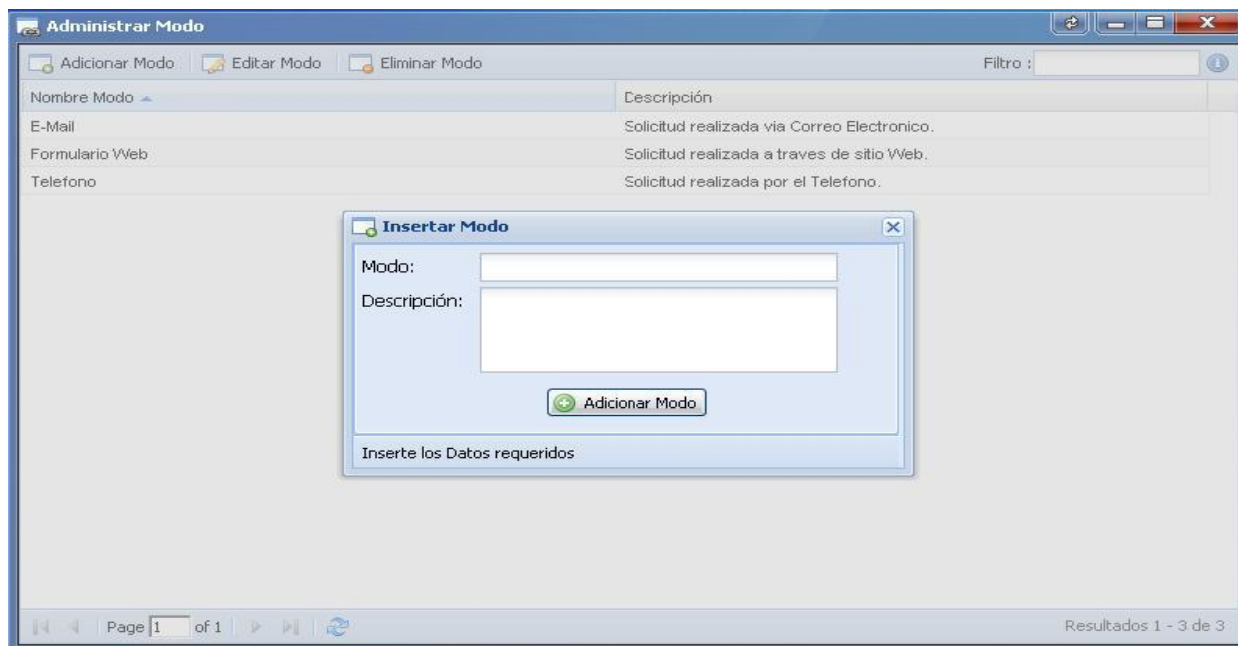 Administrar Modo
Adicionar Modo Editar Modo Eliminar Modo Filtro :
Nombre Modo Descripción
E-Mail Solicitud realizada via Correo Electronico.
Formulario Web Solicitud realizada a traves de sitio Web.
Telefono Solicitud realizada por el Telefono.
Insertar Modo
Modo:
Descripción:
Adicionar Modo
Inserte los Datos requeridos
Page 1 of 1 Resultados 1 - 3 de 3